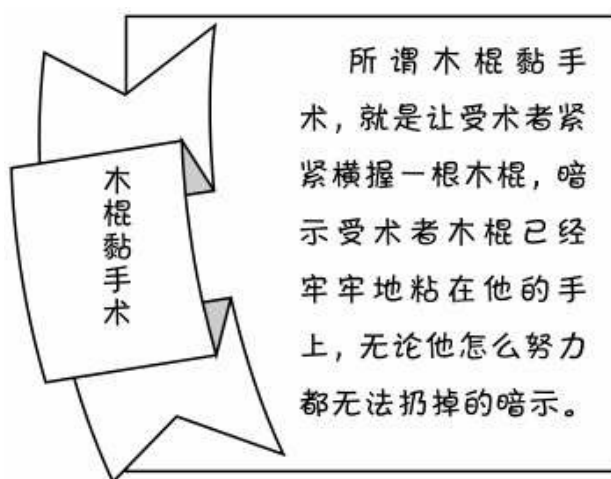 木棍黏手术
所谓木棍黏手
术，就是让受术者紧
紧横握一根木棍，暗
示受术者木棍已经
牢牢地粘在他的手
上，无论他怎么努力
都无法扔掉的暗示。